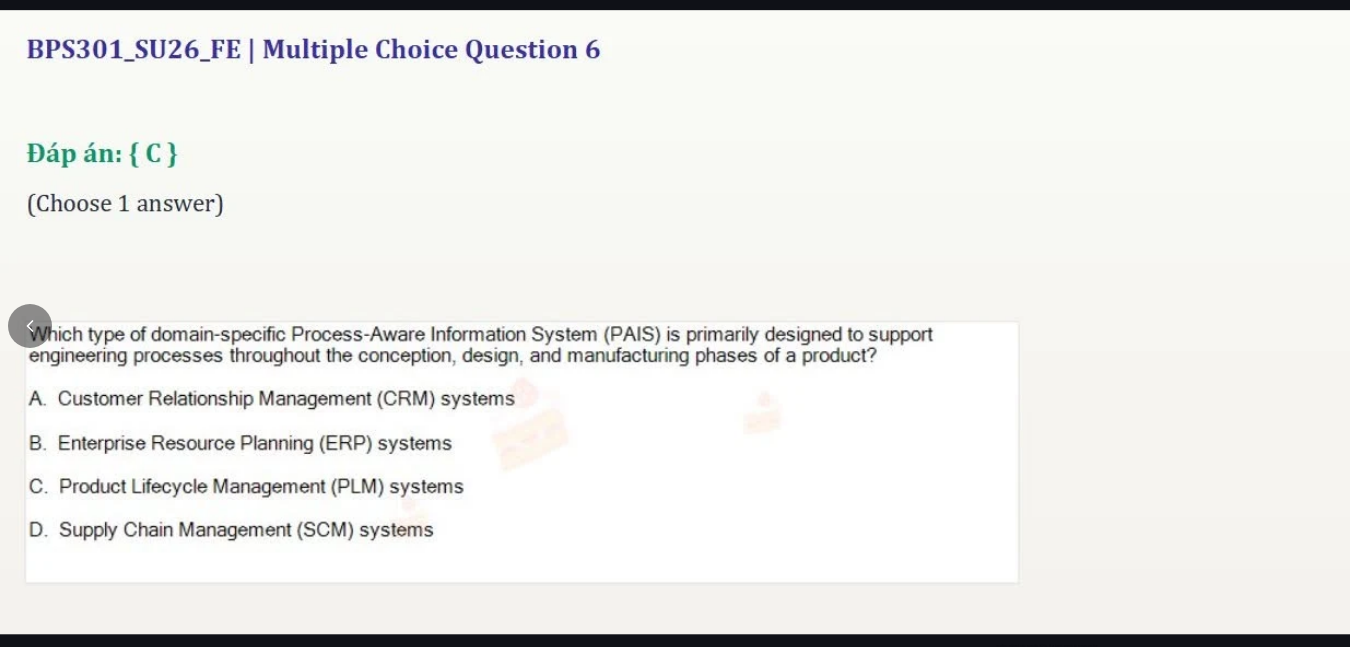 BPS301_SU26_FE | Multiple Choice Question 6
Đáp án: { C }
(Choose 1 answer)
Which type of domain-specific Process-Aware Information System (PAIS) is primarily designed to support
engineering processes throughout the conception, design, and manufacturing phases of a product?
A. Customer Relationship Management (CRM) systems
B. Enterprise Resource Planning (ERP) systems
C. Product Lifecycle Management (PLM) systems
D. Supply Chain Management (SCM) systems